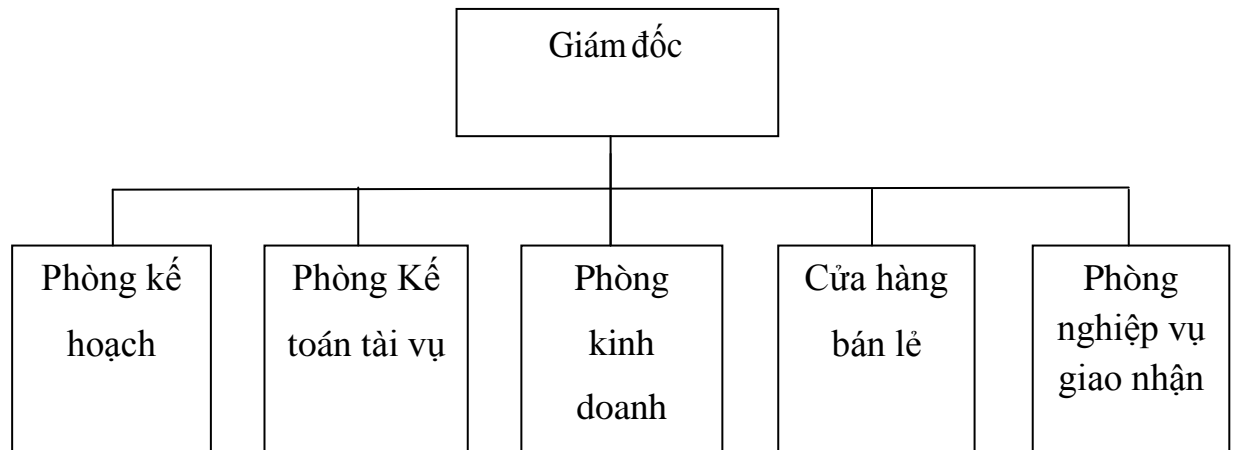 Giám đốc
Phòng kế
hoạch
Phòng Kế
toán tài vụ
Phòng
kinh
doanh
Cửa hàng
bán lẻ
Phòng
nghiệp vụ
giao nhận